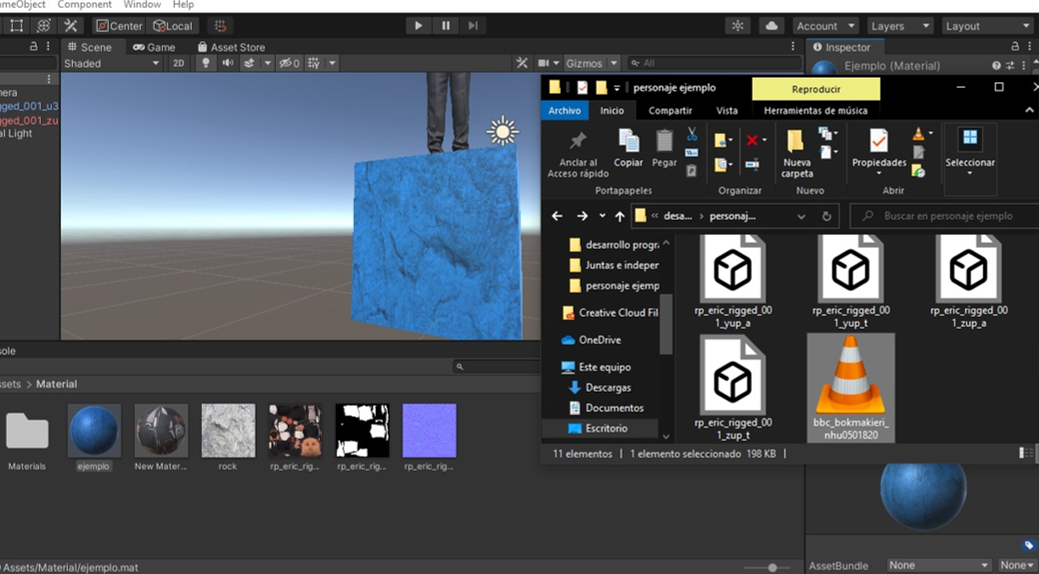 ameObject Component Window Help
Center Local
Account Layers Layout
Scene Game Asset Store
Inspector
Shaded 2D 0 Gizmos All
Ejemplo (Material)
nera
gged_001_u3
gged_001_zu
al Light
personaje ejemplo
Reproducir
Archivo Inicio Compartir Vista Herramientas de música
Anclar al
Acceso rápido
Copiar
Pegar
Nueva
carpeta
Propiedades
Seleccionar
Portapapeles Organizar Nuevo Abrir
« desa... › personaj...
Buscar en personaje ejemplo
desarrollo progra
Juntas e indeper
personaje ejemp
Creative Cloud Fil
OneDrive
Este equipo
Descargas
Documentos
Escritorio
rp_eric_rigged_00
1_yup_a
rp_eric_rigged_00
1_yup_t
rp_eric_rigged_00
1_zup_a
rp_eric_rigged_00
1_zup_t
bbc_bokmakieri_
nhu0501820
11 elementos | 1 elemento seleccionado 198 KB |
sole
ssets > Material
Materials
ejemplo
New Mater...
rock
rp_eric_rig...
rp_eric_rig...
rp_eric_rig...
Assets/Material/ejemplo.mat
AssetBundle None None